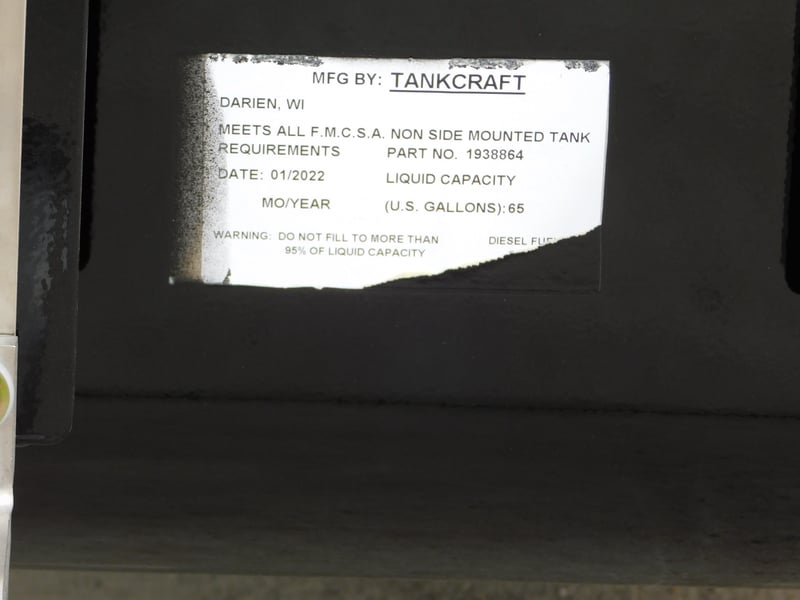 MFG BY: TANKCRAFT
DARIEN, WI
MEETS ALL F.M.C.S.A. NON SIDE MOUNTED TANK
REQUIREMENTS PART NO. 1938864
DATE: 01/2022 LIQUID CAPACITY
MO/YEAR (U.S. GALLONS): 65
WARNING: DO NOT FILL TO MORE THAN DIESEL
95% OF LIQUID CAPACITY